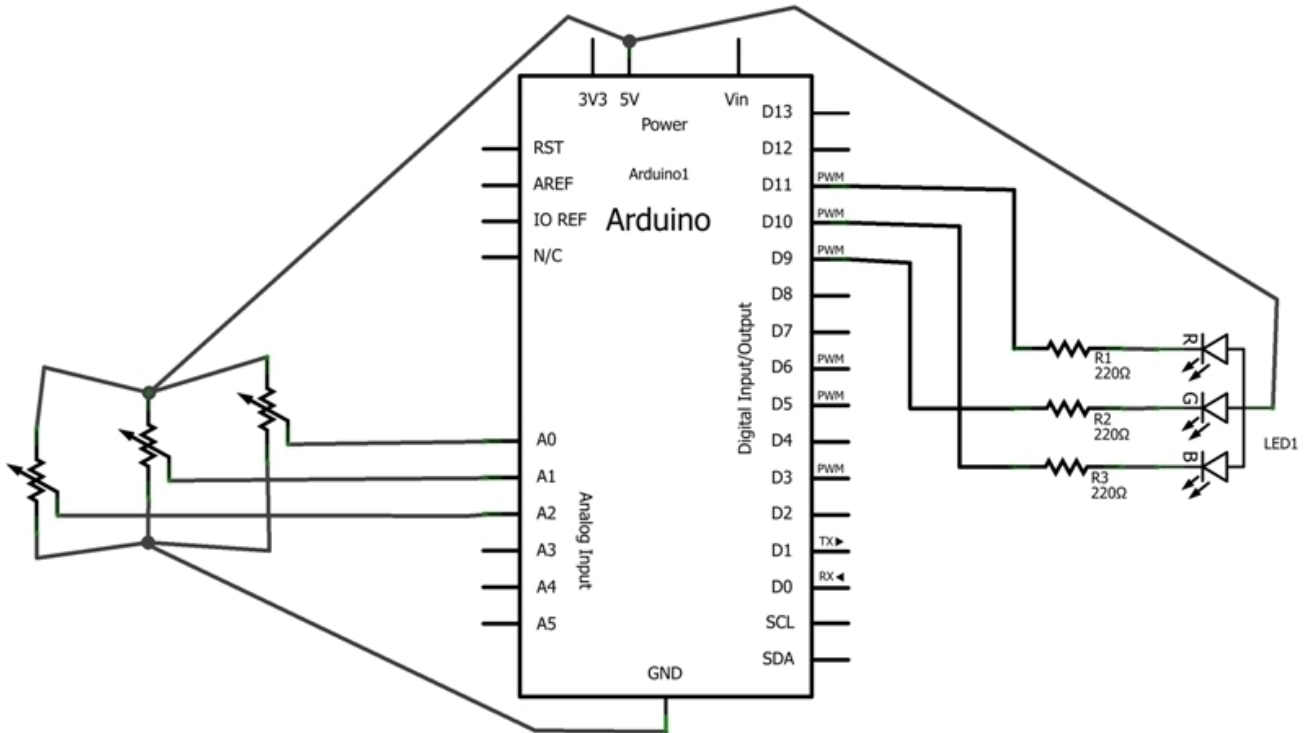 3V3 5V Vin
Power
Arduino1
Arduino
RST
AREF
IO REF
N/C
A0
A1
A2
A3
A4
A5
Analog Input
D13
D12
D11 PWM
D10 PWM
D9 PWM
D8
D7
D6 PWM
D5 PWM
D4
D3 PWM
D2
D1 TX
D0 RX
SCL
SDA
Digital Input/Output
GND
R1
220Ω
R2
220Ω
R3
220Ω
R
G
B
LED1